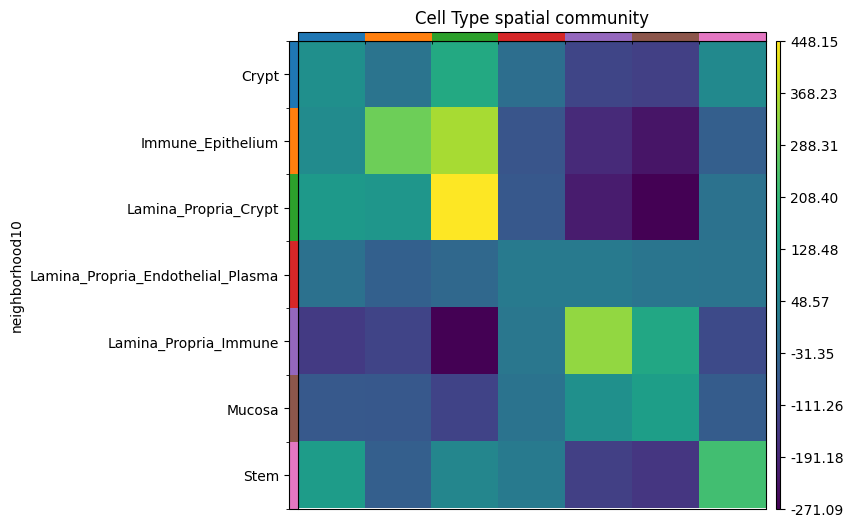 Cell Type spatial community
neighborhood10
Crypt
Immune_Epithelium
Lamina_Propria_Crypt
Lamina_Propria_Endothelial_Plasma
Lamina_Propria_Immune
Mucosa
Stem
448.15
368.23
288.31
208.40
128.48
48.57
-31.35
-111.26
-191.18
-271.09